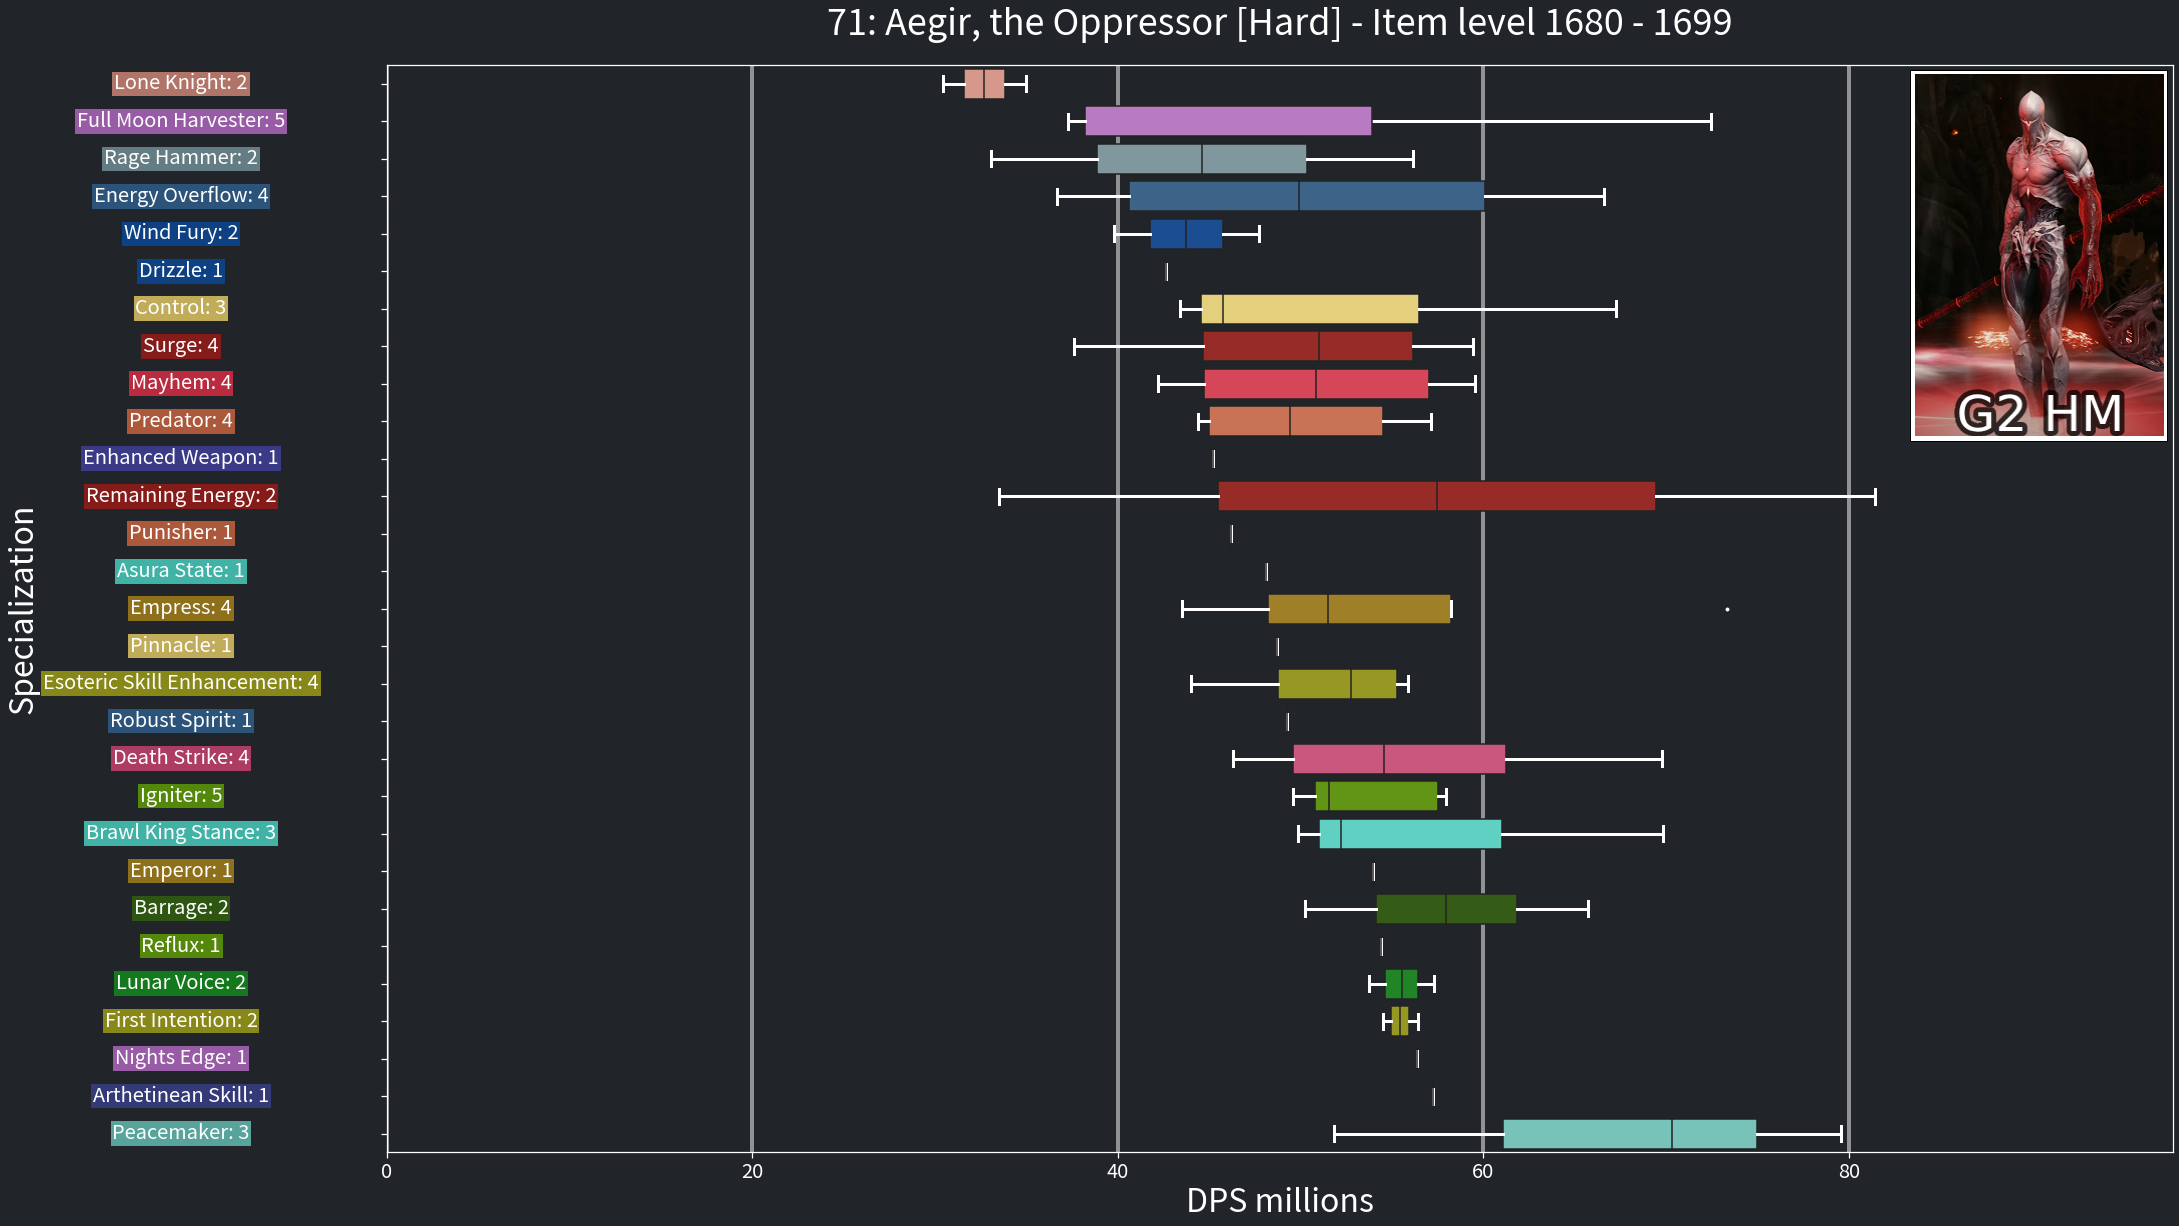 71: Aegir, the Oppressor [Hard] - Item level 1680 - 1699
Lone Knight: 2
Full Moon Harvester: 5
Rage Hammer: 2
Energy Overflow: 4
Wind Fury: 2
Drizzle: 1
Control: 3
Surge: 4
Mayhem: 4
Predator: 4
Enhanced Weapon: 1
Remaining Energy: 2
Punisher: 1
Asura State: 1
Empress: 4
Pinnacle: 1
Esoteric Skill Enhancement: 4
Robust Spirit: 1
Death Strike: 4
Igniter: 5
Brawl King Stance: 3
Emperor: 1
Barrage: 2
Reflux: 1
Lunar Voice: 2
First Intention: 2
Nights Edge: 1
Arthetinean Skill: 1
Peacemaker: 3
Specialization
G2 HM
0 20 40 60 80
DPS millions